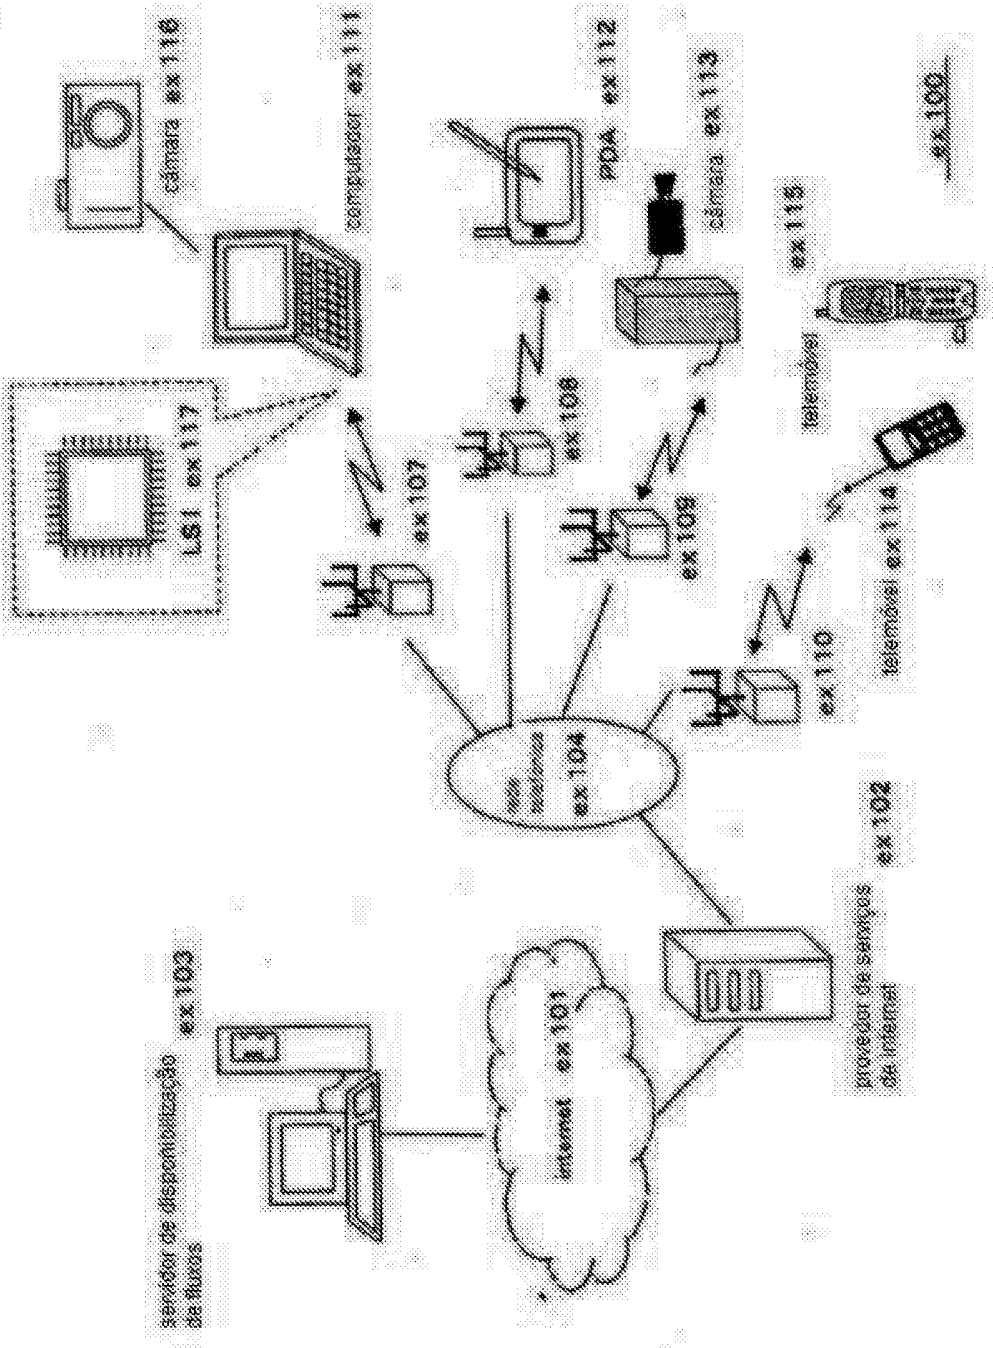 servidor de disponibilização
de fluxos
ex 103
internet ex 101
provedor de serviços
de internet
ex 102
rede
telefónica
ex 104
LS1 ex 117
câmara ex 116
computador ex 111
ex 107
PDA ex 112
ex 108
câmara ex 113
ex 109
telemóvel ex 114
ex 110
telemóvel
ex 115
ex 100